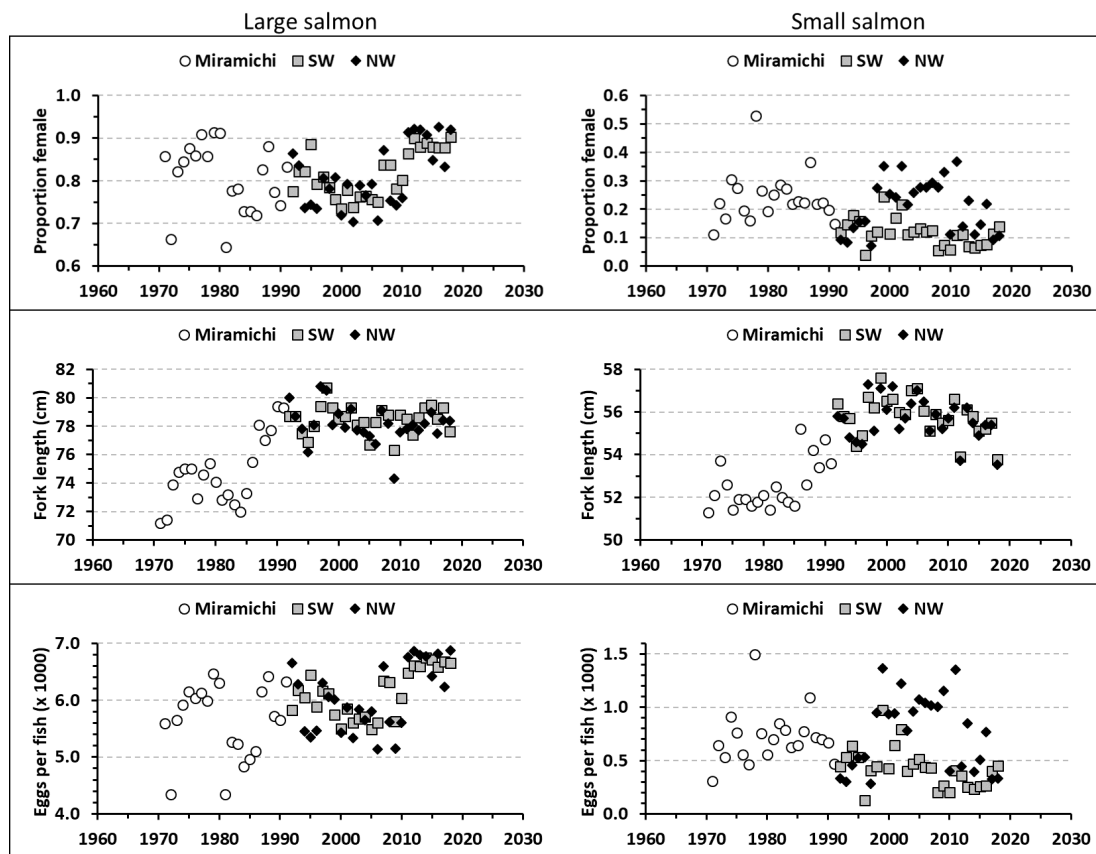 Large salmon
Small salmon
Miramichi SW NW
Proportion female
1.0
0.9
0.8
0.7
0.6
1960 1970 1980 1990 2000 2010 2020 2030
Miramichi SW NW
Proportion female
0.6
0.5
0.4
0.3
0.2
0.1
0.0
1960 1970 1980 1990 2000 2010 2020 2030
Miramichi SW NW
Fork length (cm)
82
80
78
76
74
72
70
1960 1970 1980 1990 2000 2010 2020 2030
Miramichi SW NW
Fork length (cm)
58
56
54
52
50
1960 1970 1980 1990 2000 2010 2020 2030
Miramichi SW NW
Eggs per fish (x 1000)
7.0
6.0
5.0
4.0
1960 1970 1980 1990 2000 2010 2020 2030
Miramichi SW NW
Eggs per fish (x 1000)
1.5
1.0
0.5
0.0
1960 1970 1980 1990 2000 2010 2020 2030